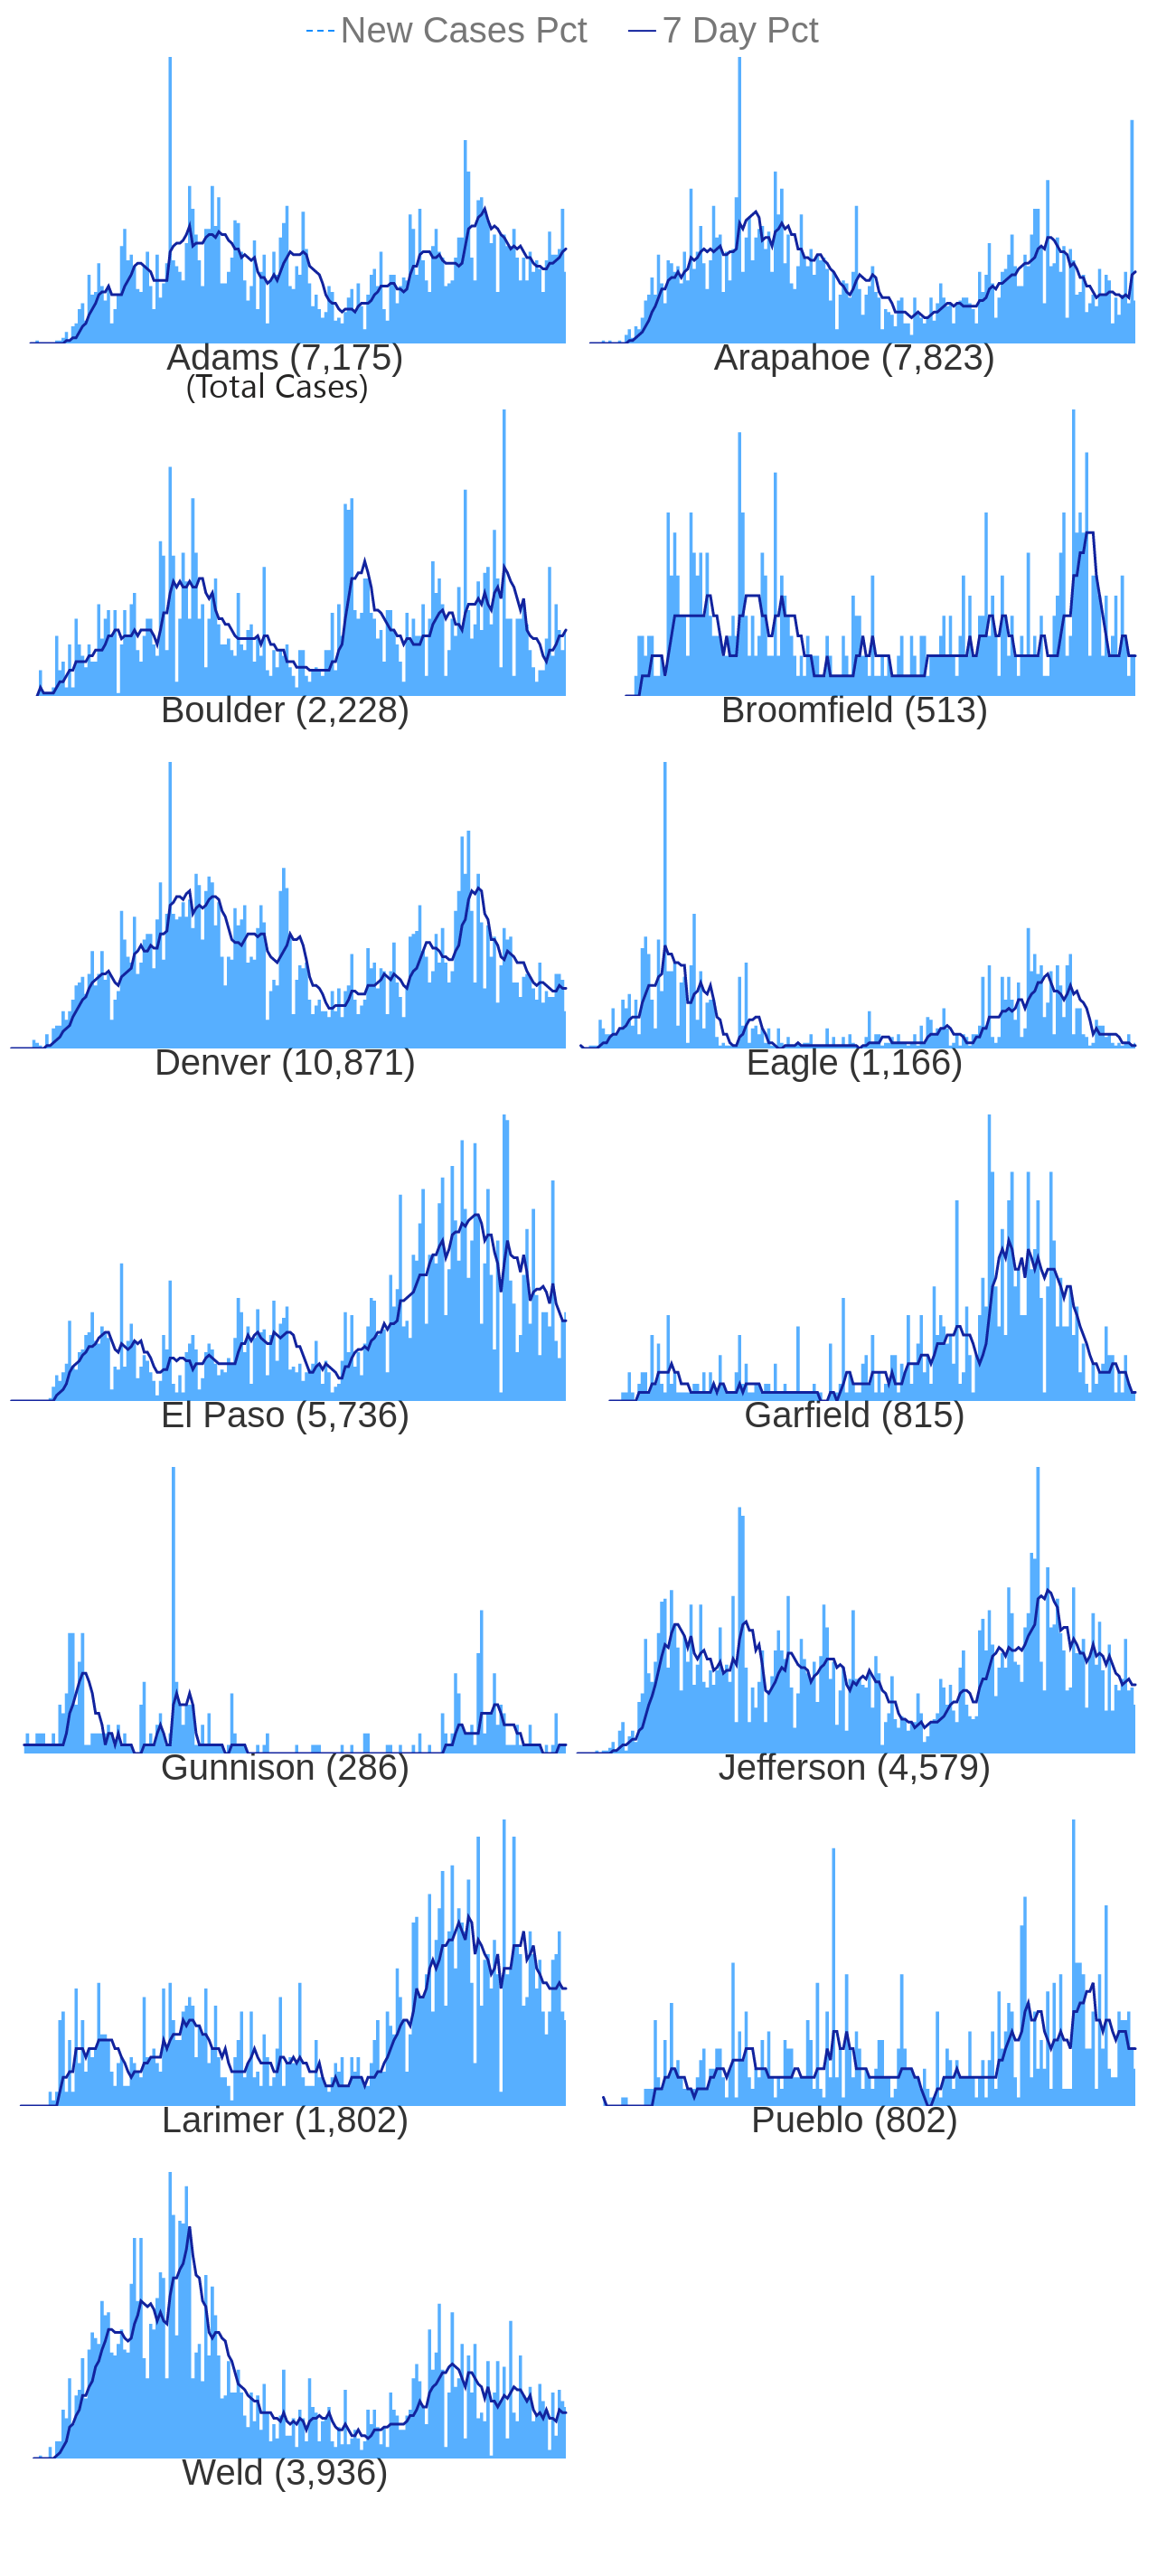 New Cases Pct 7 Day Pct
Adams (7,175) Arapahoe (7,823)
(Total Cases)
Boulder (2,228) Broomfield (513)
Denver (10,871) Eagle (1,166)
El Paso (5,736) Garfield (815)
Gunnison (286) Jefferson (4,579)
Larimer (1,802) Pueblo (802)
Weld (3,936)